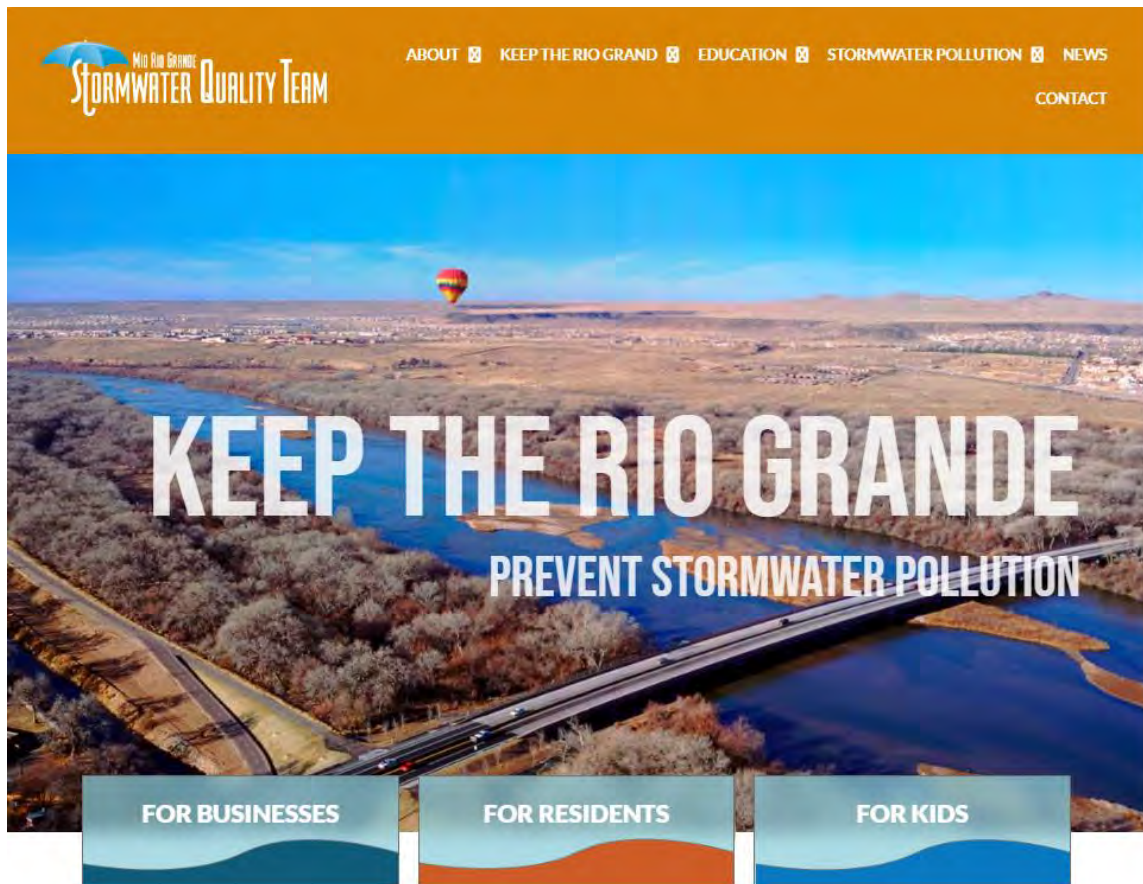 MID RIO GRANDE
STORMWATER QUALITY TEAM
ABOUT KEEP THE RIO GRAND EDUCATION STORMWATER POLLUTION NEWS
CONTACT
KEEP THE RIO GRANDE
PREVENT STORMWATER POLLUTION
FOR BUSINESSES FOR RESIDENTS FOR KIDS